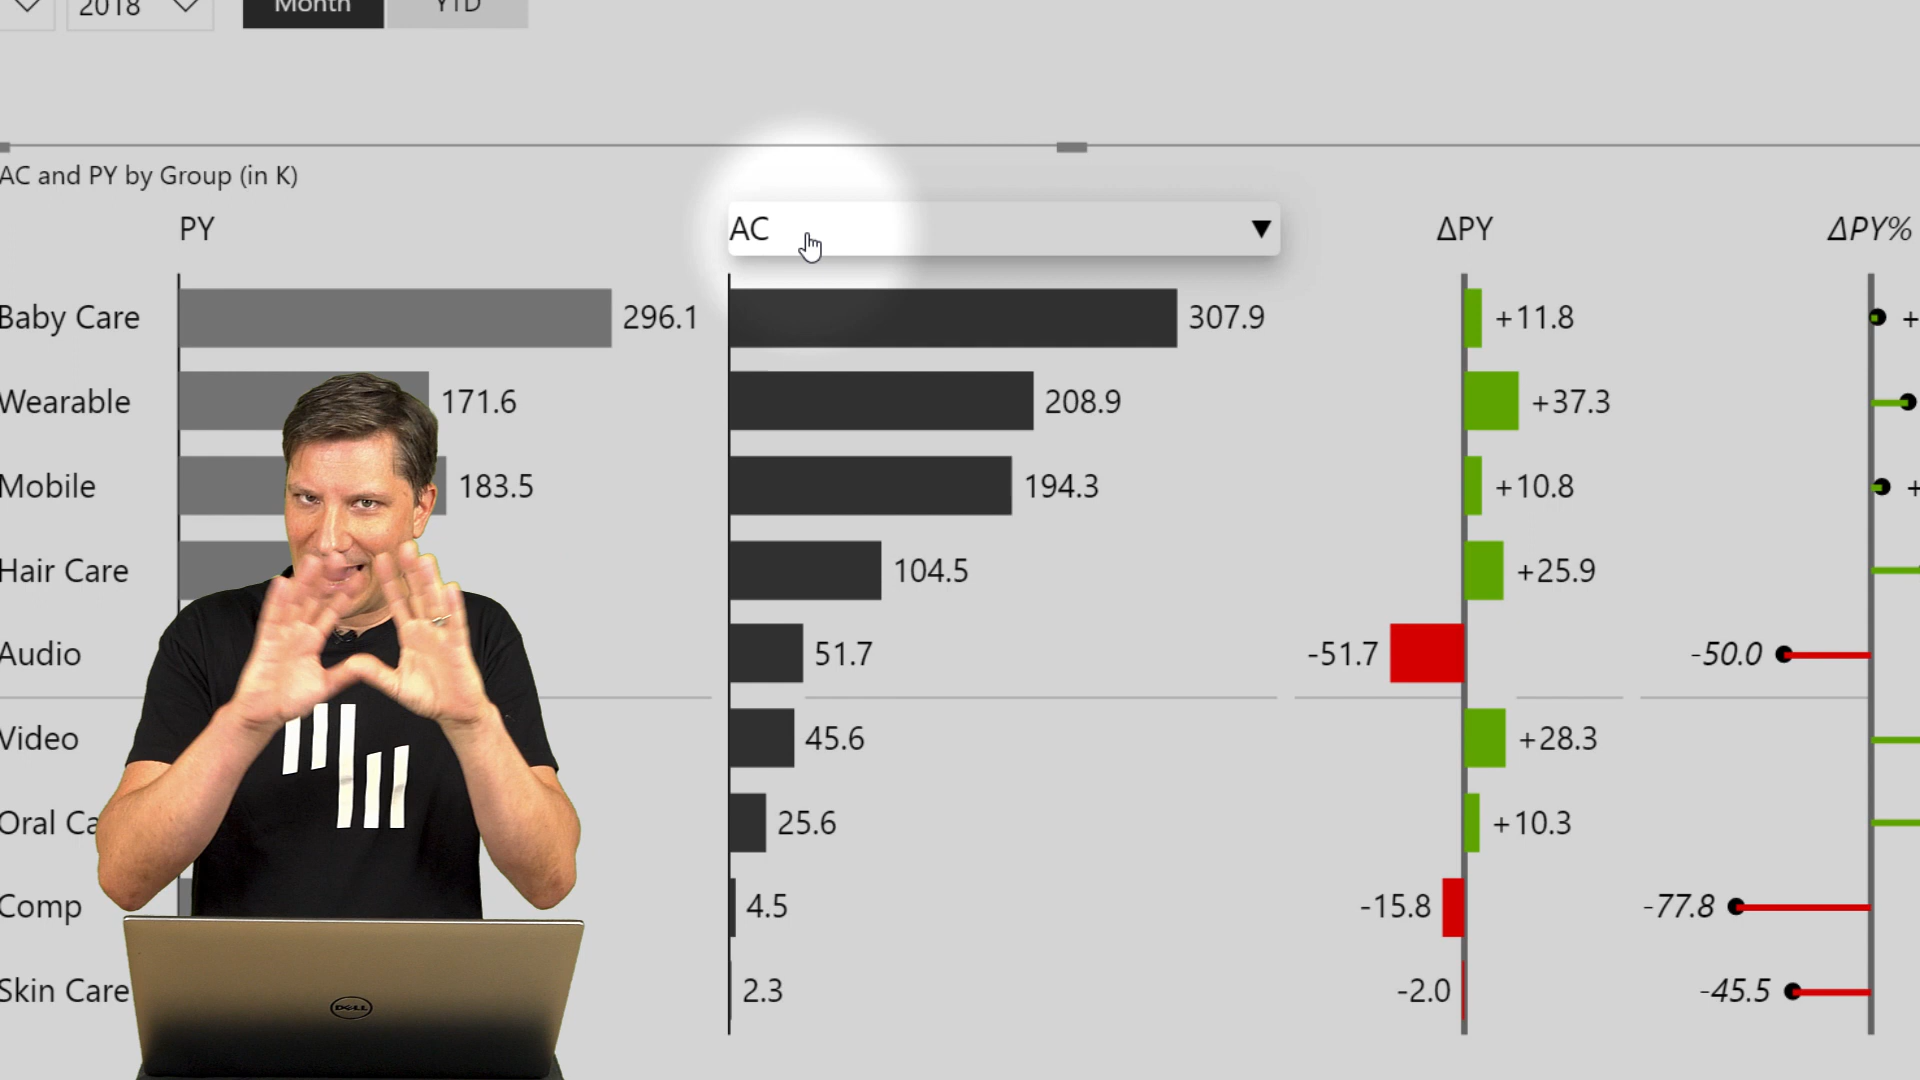 2018 Month YTD
AC and PY by Group (in K)
PY AC ▼ ΔPY ΔPY%
Baby Care 296.1 307.9 +11.8 +
Wearable 171.6 208.9 +37.3
Mobile 183.5 194.3 +10.8 +
Hair Care 104.5 +25.9
Audio 51.7 -51.7 -50.0
Video 45.6 +28.3
Oral Ca 25.6 +10.3
Comp 4.5 -15.8 -77.8
Skin Care 2.3 -2.0 -45.5
DELL